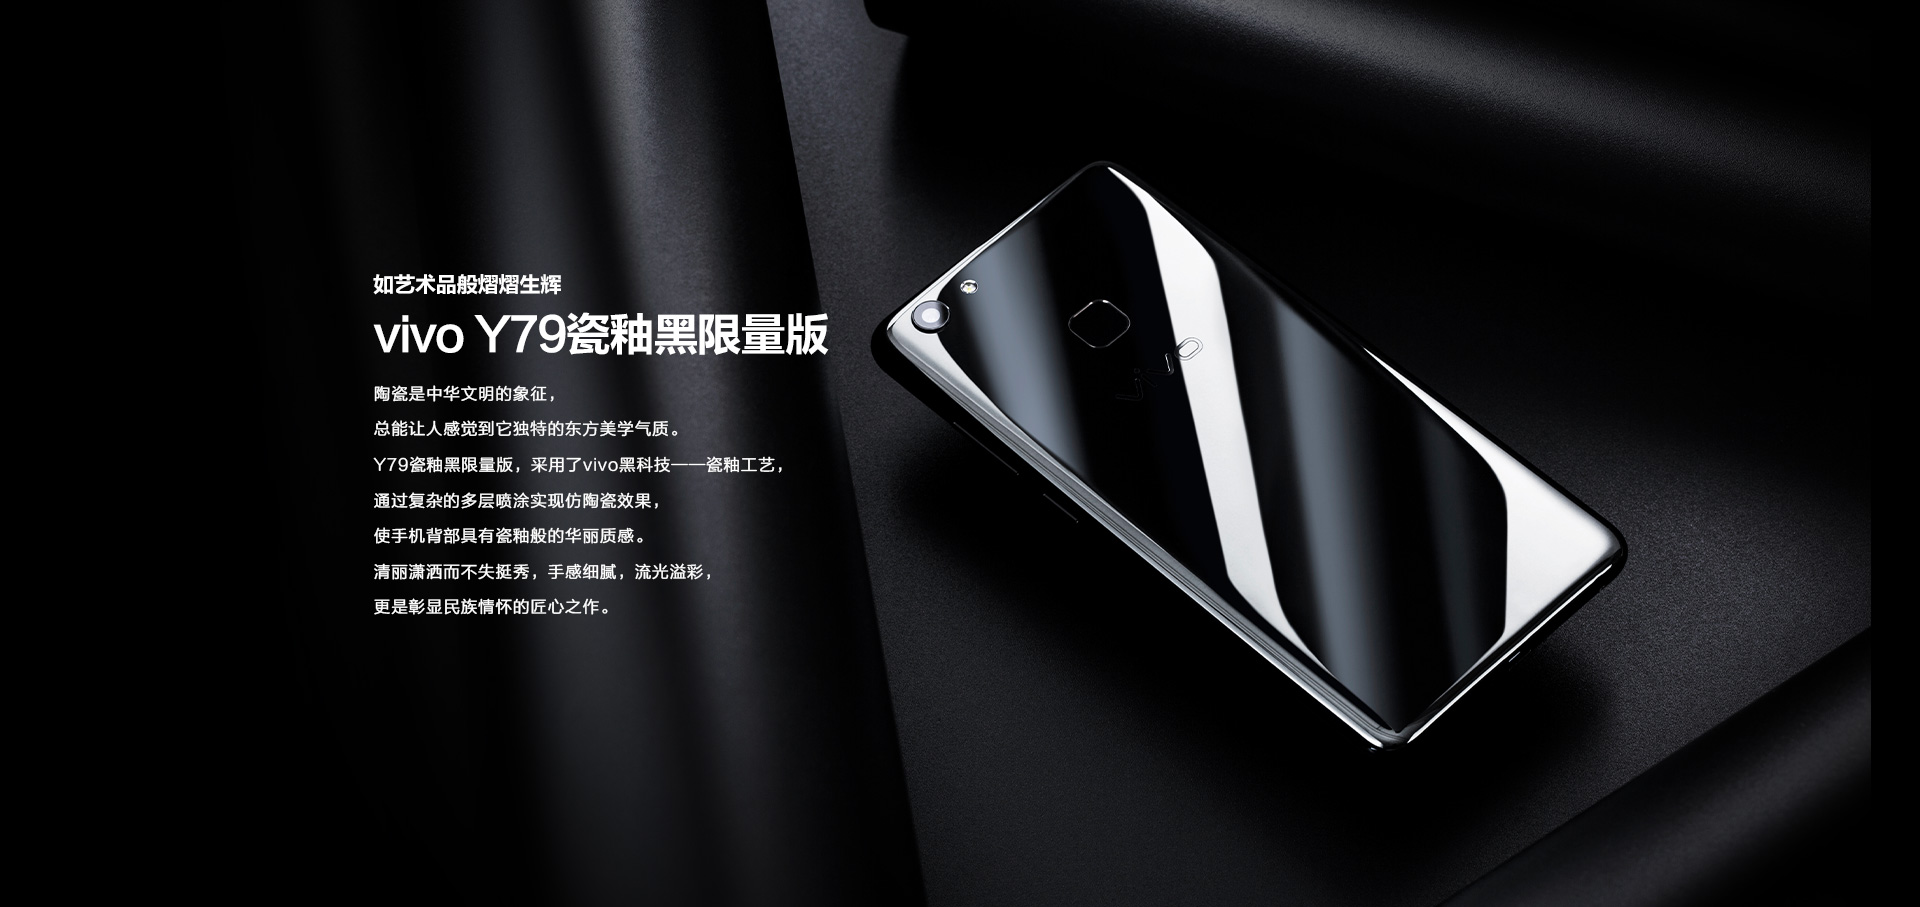 如艺术品般熠熠生辉
vivo Y79瓷釉黑限量版
陶瓷是中华文明的象征，
总能让人感觉到它独特的东方美学气质。
Y79瓷釉黑限量版，采用了vivo黑科技——瓷釉工艺，
通过复杂的多层喷涂实现仿陶瓷效果，
使手机背部具有瓷釉般的华丽质感。
清丽潇洒而不失挺秀，手感细腻，流光溢彩，
更是彰显民族情怀的匠心之作。
vivo